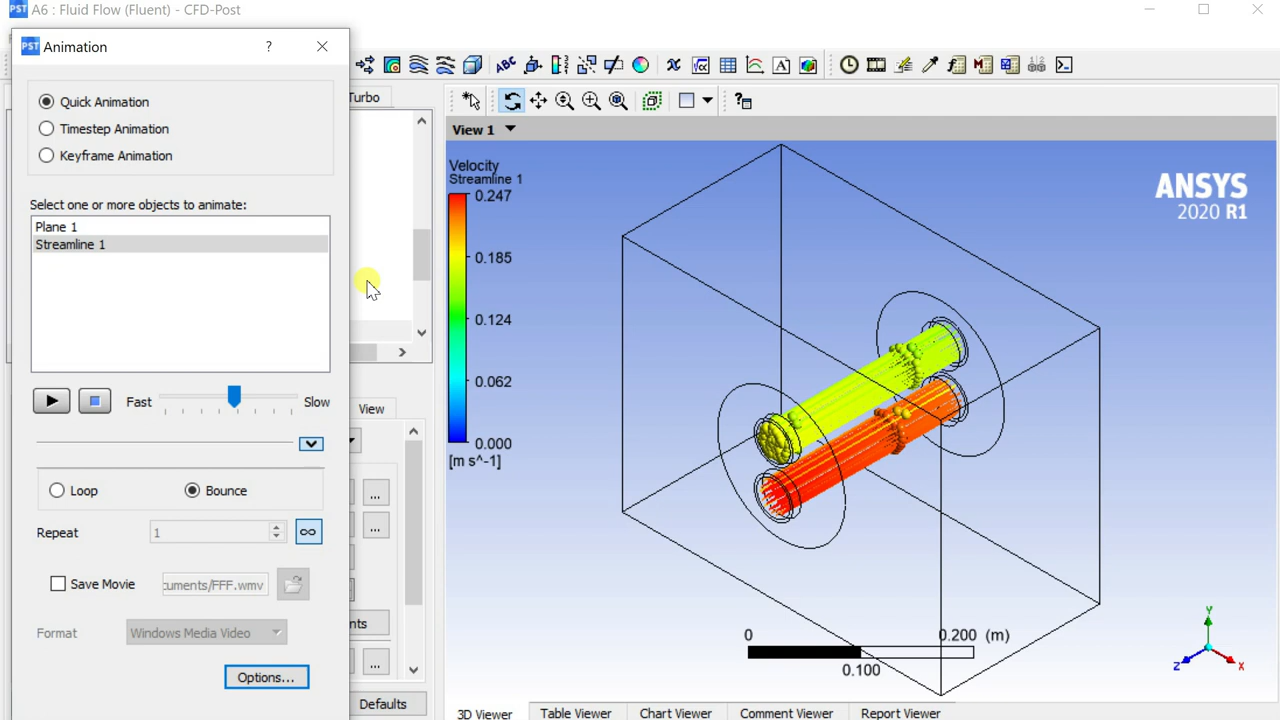 PST A6 : Fluid Flow (Fluent) - CFD-Post
PST Animation ?
Quick Animation
Timestep Animation
Keyframe Animation
Select one or more objects to animate:
Plane 1
Streamline 1
Fast
Slow
Loop
Bounce
Repeat
1
∞
Save Movie
:uments/FFF.wmv
Format
Windows Media Video
Options...
Turbo
View
...
...
nts
...
Defaults
ABC
A
View 1
Velocity
Streamline 1
0.247
0.185
0.124
0.062
0.000
[m s^-1]
ANSYS
2020 R1
0
0.200 (m)
0.100
Y
Z
X
3D Viewer
Table Viewer
Chart Viewer
Comment Viewer
Report Viewer